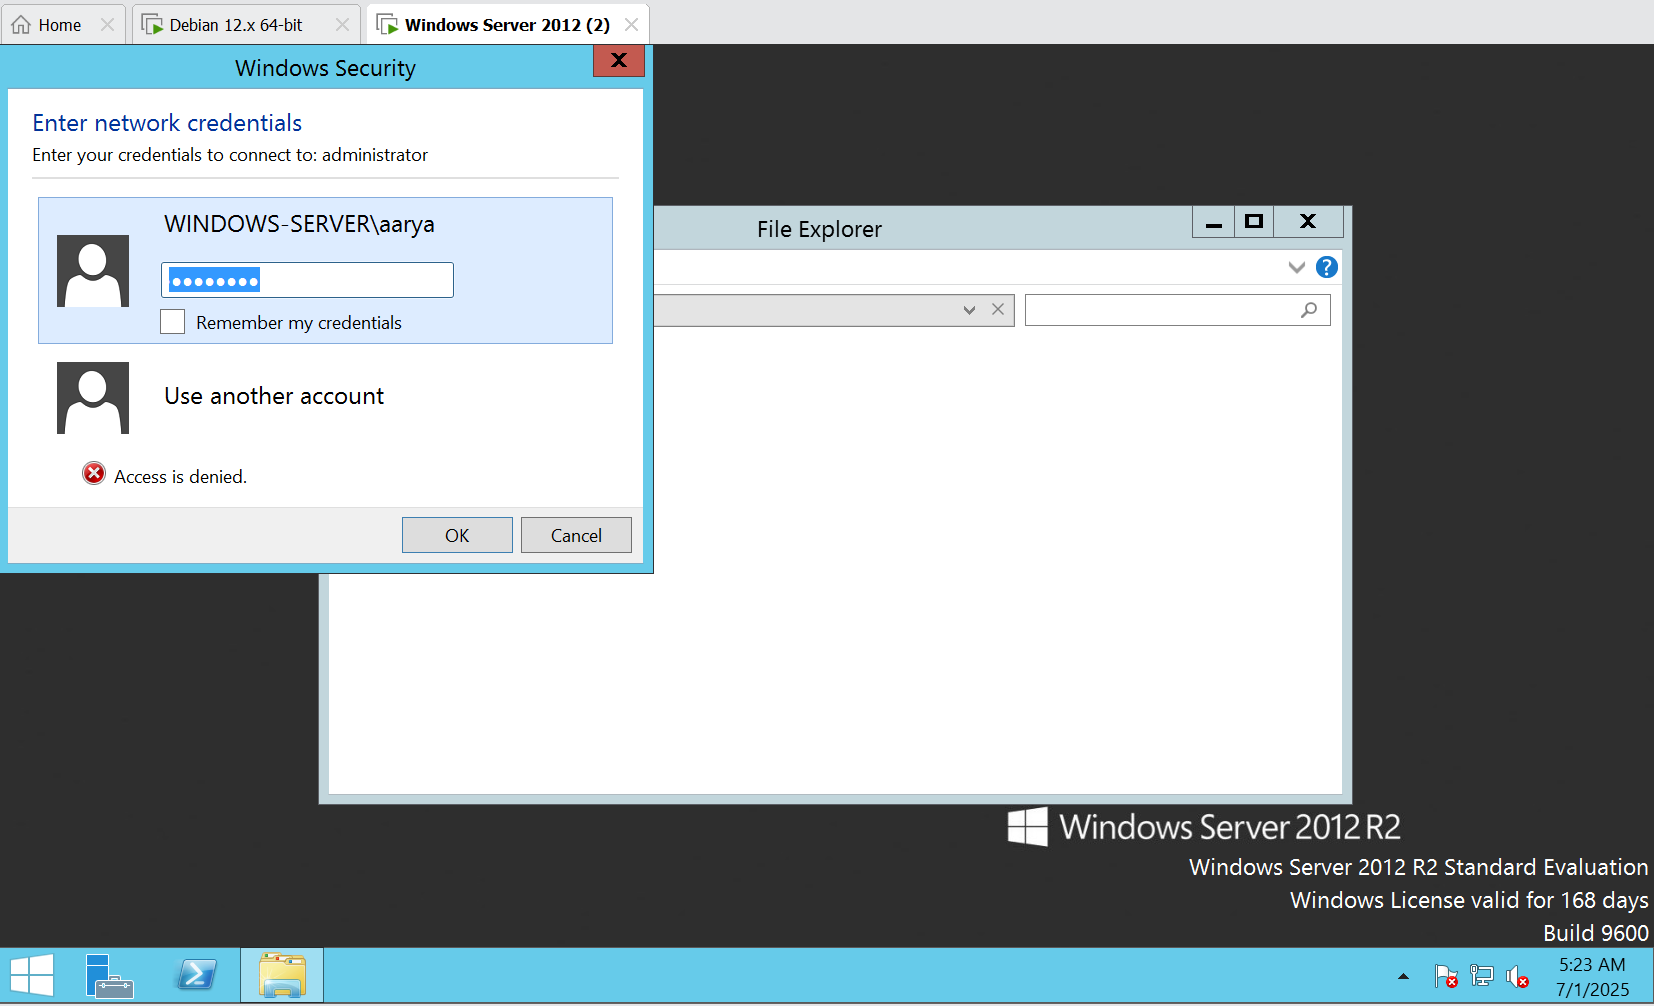 Home
Debian 12.x 64-bit
Windows Server 2012 (2)
Windows Security
Enter network credentials
Enter your credentials to connect to: administrator
WINDOWS-SERVER\aarya
Remember my credentials
Use another account
Access is denied.
OK
Cancel
File Explorer
Windows Server 2012 R2
Windows Server 2012 R2 Standard Evaluation
Windows License valid for 168 days
Build 9600
5:23 AM
7/1/2025